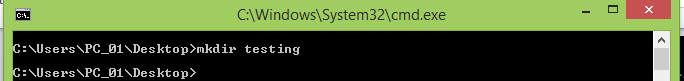 C:\Windows\System32\cmd.exe
C:\Users\PC_01\Desktop>mkdir testing
C:\Users\PC_01\Desktop>